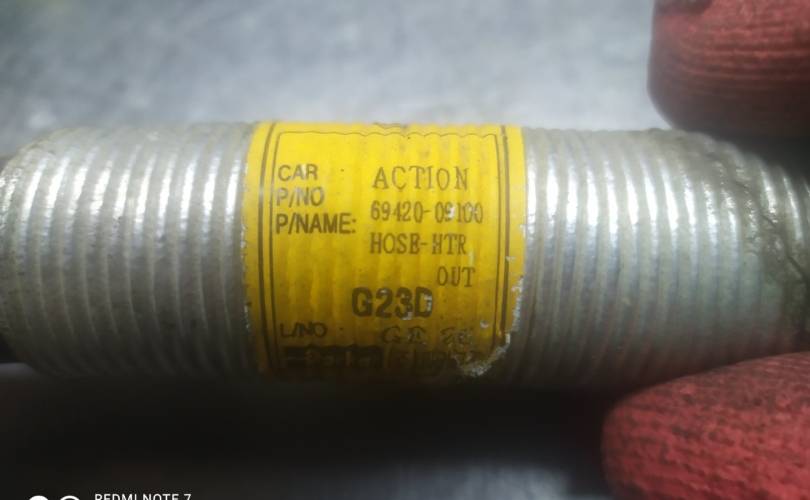 CAR ACTION
P/NO 69420-09100
P/NAME: HOSE-HTR
OUT
G23D
L/NO
REDMI NOTE 7